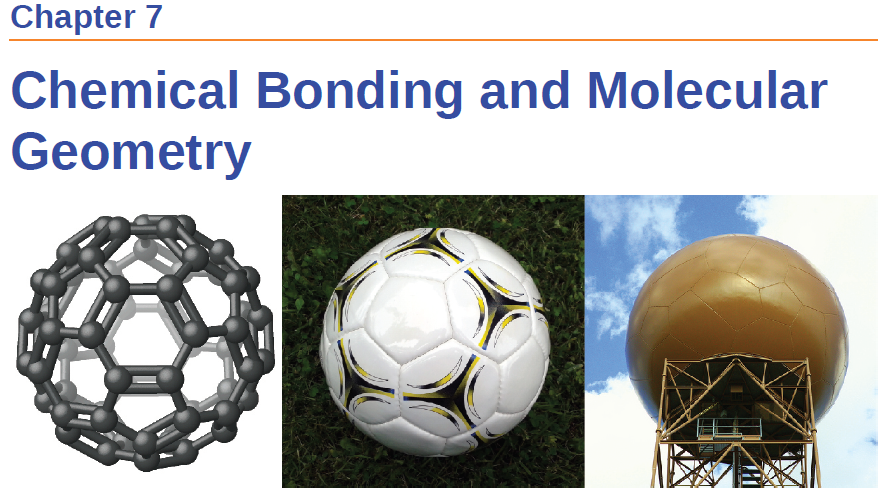 Chapter 7
Chemical Bonding and Molecular
Geometry